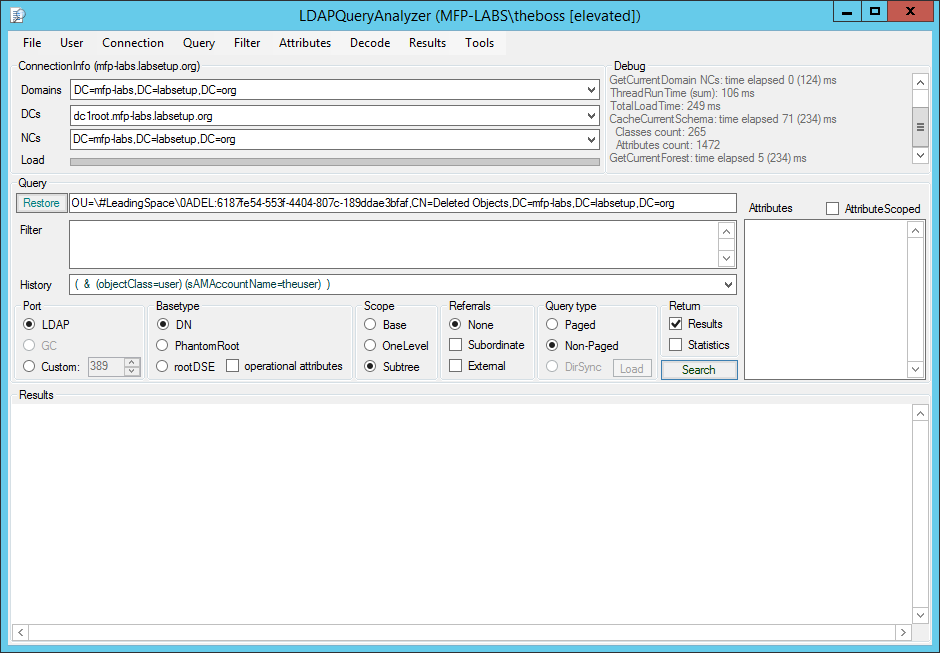 LDAPQueryAnalyzer (MFP-LABS\theboss [elevated])
File User Connection Query Filter Attributes Decode Results Tools
ConnectionInfo (mfp-labs.labsetup.org)
Domains DC=mfp-labs,DC=labsetup,DC=org
DCs dc1root.mfp-labs.labsetup.org
NCs DC=mfp-labs,DC=labsetup,DC=org
Load
Debug
GetCurrentDomain NCs: time elapsed 0 (124) ms
ThreadRunTime (sum): 106 ms
TotalLoadTime: 249 ms
CacheCurrentSchema: time elapsed 71 (234) ms
Classes count: 265
Attributes count: 1472
GetCurrentForest: time elapsed 5 (234) ms
Query
Restore OU=\#LeadingSpace\0ADEL:6187fe54-553f-4404-807c-189ddae3bfaf,CN=Deleted Objects,DC=mfp-labs,DC=labsetup,DC=org
Attributes AttributeScoped
Filter
History ( & (objectClass=user) (sAMAccountName=theuser) )
Port
LDAP
GC
Custom: 389
Basetype
DN
PhantomRoot
rootDSE operational attributes
Scope
Base
OneLevel
Subtree
Referrals
None
Subordinate
External
Query type
Paged
Non-Paged
DirSync Load
Return
Results
Statistics
Search
Results